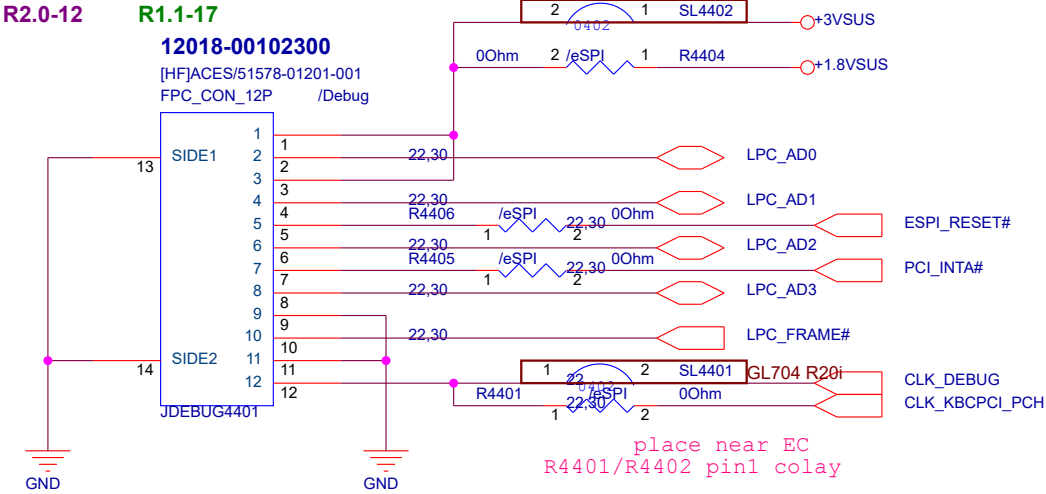 R2.0-12 R1.1-17
2 1 SL4402
0402
+3VSUS
12018-00102300
0Ohm 2 /eSPI 1 R4404
+1.8VSUS
[HF]ACES/51578-01201-001
FPC_CON_12P /Debug
1 1
13 SIDE1 2 2 22,30 LPC_AD0
3 3
4 4 22,30 LPC_AD1
R4406 /eSPI 22,30 0Ohm
5 5 1 2 ESPI_RESET#
6 6 22,30 LPC_AD2
R4405 /eSPI 22,30 0Ohm
7 7 1 2 PCI_INTA#
8 8 22,30 LPC_AD3
9 9
10 10 22,30 LPC_FRAME#
14 SIDE2 11 11
1 2 SL4401 GL704 R20i
12 12 22 CLK_DEBUG
0402
R4401 /eSPI 0Ohm
22,30 CLK_KBCPCI_PCH
1 2
JDEBUG4401
place near EC
R4401/R4402 pin1 colay
GND GND